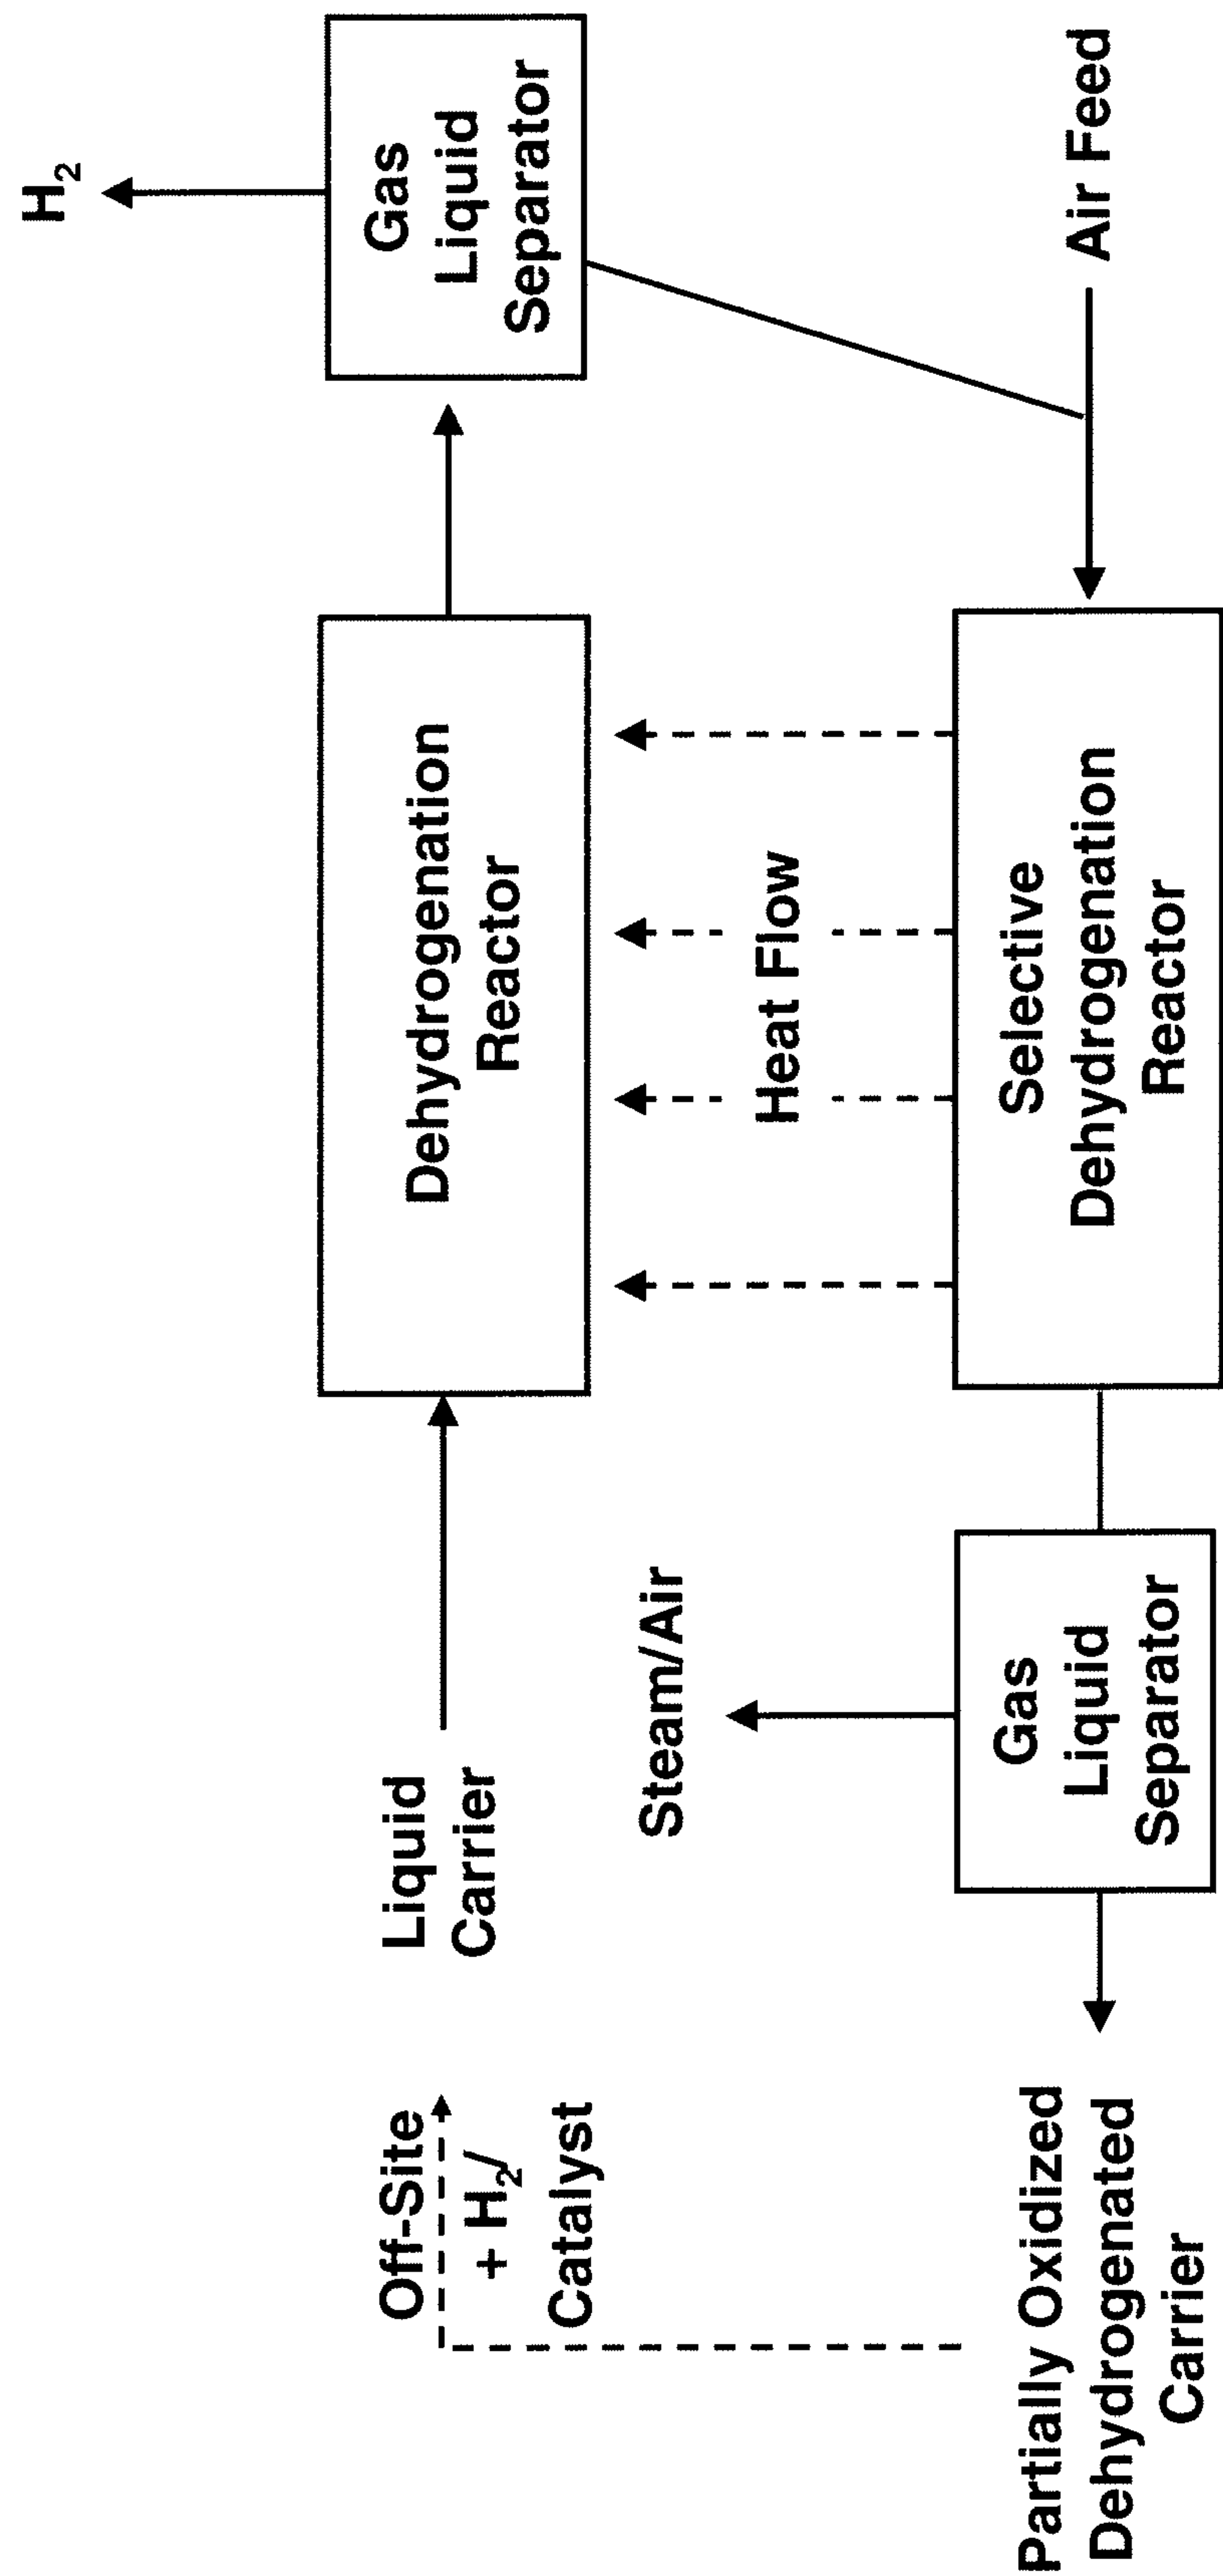 H2
Liquid
Carrier
Dehydrogenation
Reactor
Gas
Liquid
Separator
Off-Site
+ H2/
Catalyst
Steam/Air
Heat Flow
Partially Oxidized
Dehydrogenated
Carrier
Gas
Liquid
Separator
Selective
Dehydrogenation
Reactor
Air Feed